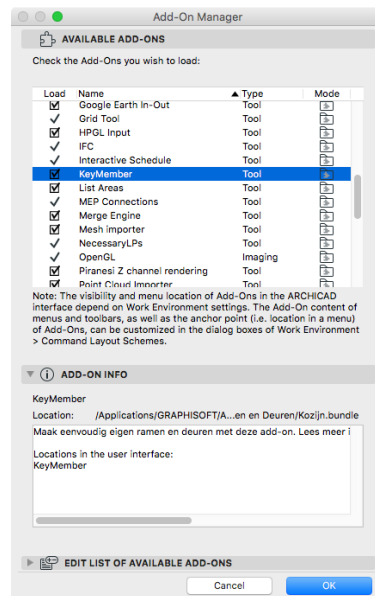 Add-On Manager
AVAILABLE ADD-ONS
Check the Add-Ons you wish to load:
Load Name Type Mode
Google Earth In-Out Tool
Grid Tool Tool
HPGL Input Tool
IFC Tool
Interactive Schedule Tool
KeyMember Tool
List Areas Tool
MEP Connections Tool
Merge Engine Tool
Mesh importer Tool
NecessaryLPs Tool
OpenGL Imaging
Piranesi Z channel rendering Tool
Point Cloud Importer Tool
Note: The visibility and menu location of Add-Ons in the ARCHICAD
interface depend on Work Environment settings. The Add-On content of
menus and toolbars, as well as the anchor point (i.e. location in a menu)
of Add-Ons, can be customized in the dialog boxes of Work Environment
> Command Layout Schemes.
ADD-ON INFO
KeyMember
Location: /Applications/GRAPHISOFT/A...en en Deuren/Kozijn.bundle
Maak eenvoudig eigen ramen en deuren met deze add-on. Lees meer i
Locations in the user interface:
KeyMember
EDIT LIST OF AVAILABLE ADD-ONS
Cancel OK